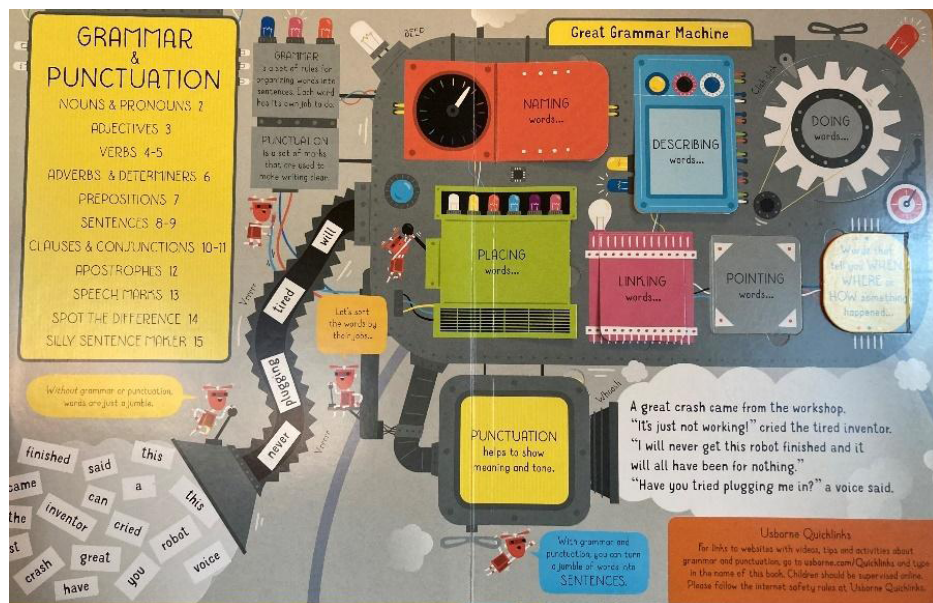 GRAMMAR
&
PUNCTUATION
NOUNS & PRONOUNS 2
ADJECTIVES 3
VERBS 4-5
ADVERBS & DETERMINERS 6
PREPOSITIONS 7
SENTENCES 8-9
CLAUSES & CONJUNCTIONS 10-11
APOSTROPHES 12
SPEECH MARKS 13
SPOT THE DIFFERENCE 14
SILLY SENTENCE MAKER 15
GRAMMAR
is a set of rules for
organizing words into
sentences. Each word
has its own job to do.
PUNCTUATION
is a set of marks
that are used to
make writing clear.
Great Grammar Machine
NAMING
words...
DESCRIBING
words...
Click click
DOING
words...
PLACING
words...
LINKING
words...
POINTING
words...
Words that
tell you WHEN,
WHERE or
HOW something
happened...
will
tired
plugging
never
Let's sort
the words by
their jobs...
Without grammar or punctuation,
words are just a jumble.
finished
said
this
came
can
a
this
the
inventor
cried
robot
crash
great
have
you
voice
PUNCTUATION
helps to show
meaning and tone.
Whoosh
A great crash came from the workshop.
"It's just not working!" cried the tired inventor.
"I will never get this robot finished and it
will all have been for nothing."
"Have you tried plugging me in?" a voice said.
With grammar and
punctuation, you can turn
a jumble of words into
SENTENCES.
Usborne Quicklinks
For links to websites with videos, tips and activities about
grammar and punctuation, go to usborne.com/Quicklinks and type
in the name of this book. Children should be supervised online.
Please follow the internet safety rules at Usborne Quicklinks.